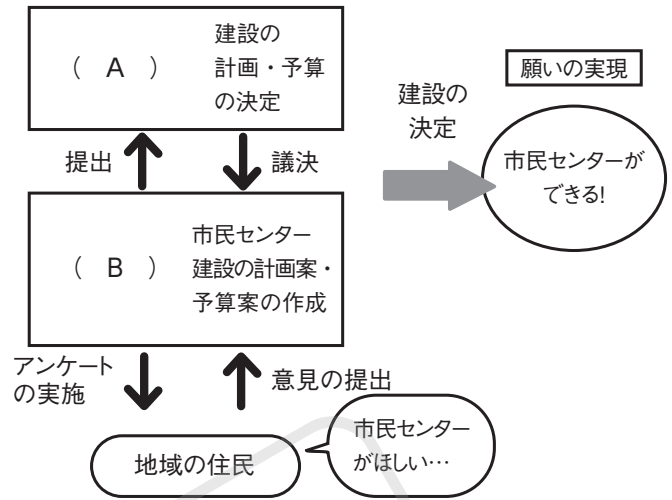 ( A )
建設の
計画・予算
の決定
提出
議決
建設の
決定
願いの実現
市民センターが
できる!
( B )
市民センター
建設の計画案・
予算案の作成
アンケート
の実施
意見の提出
地域の住民
市民センター
がほしい…